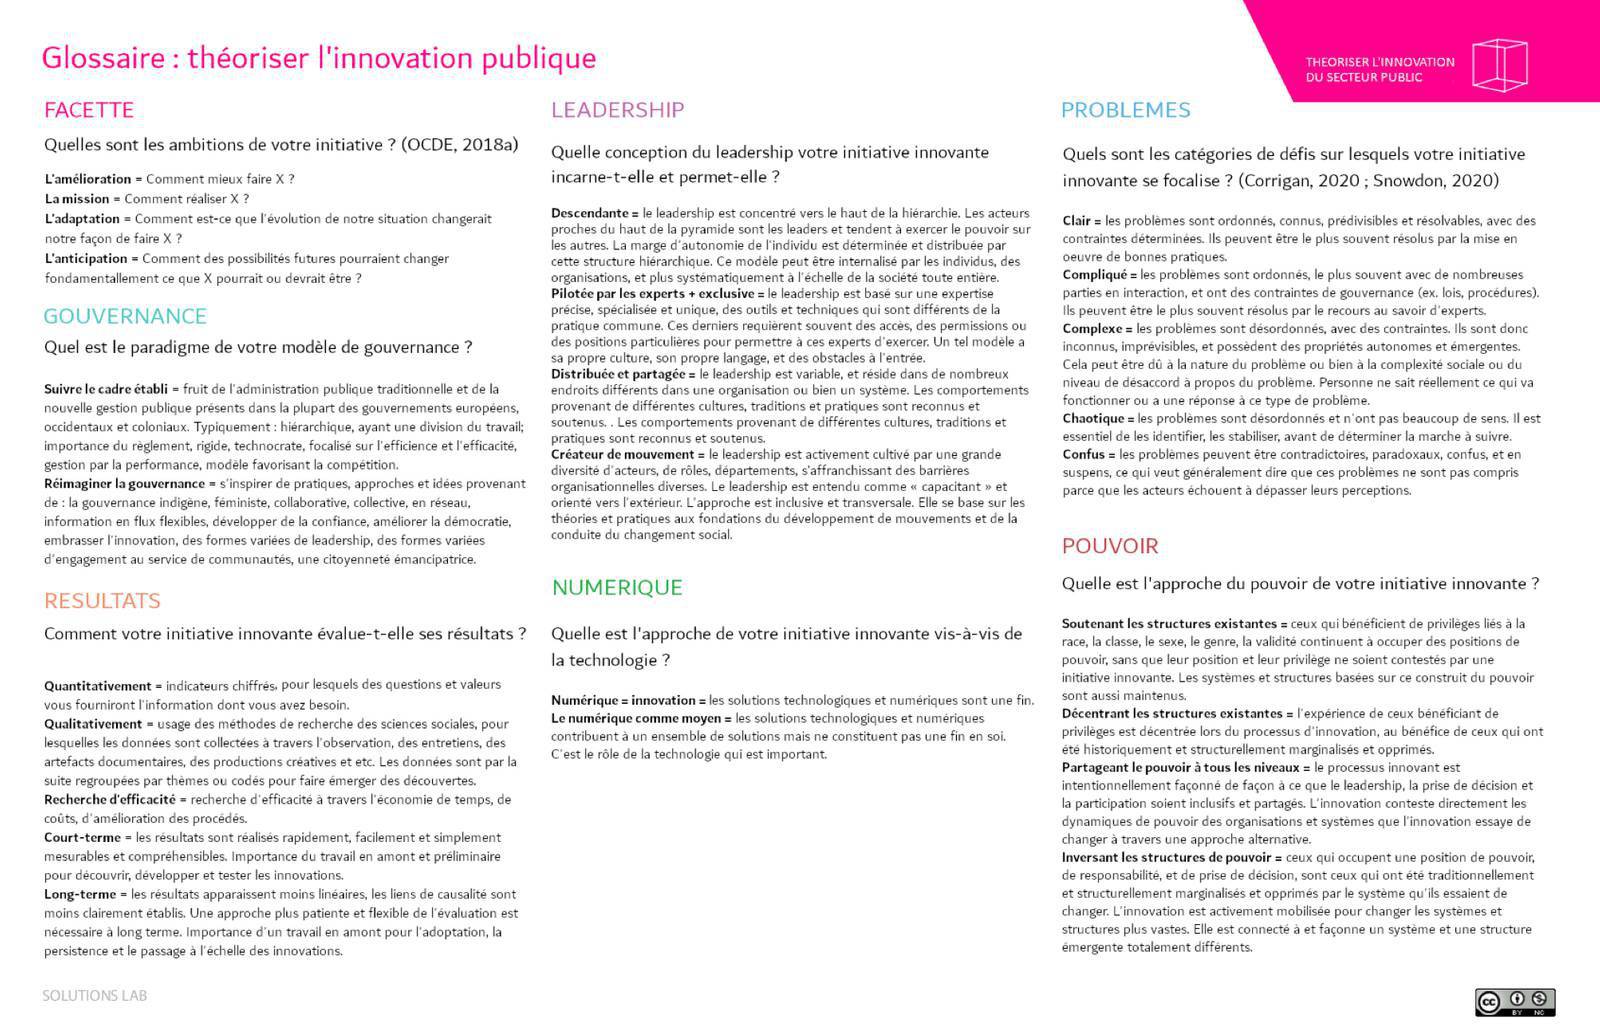 Glossaire : théoriser l'innovation publique
THEORISER L'INNOVATION
DU SECTEUR PUBLIC
FACETTE
Quelles sont les ambitions de votre initiative ? (OCDE, 2018a)
L'amélioration = Comment mieux faire X ?
La mission = Comment réaliser X ?
L'adaptation = Comment est-ce que l'évolution de notre situation changerait
notre façon de faire X ?
L'anticipation = Comment des possibilités futures pourraient changer
fondamentallement ce que X pourrait ou devrait être ?
GOUVERNANCE
Quel est le paradigme de votre modèle de gouvernance ?
Suivre le cadre établi = fruit de l'administration publique traditionnelle et de la
nouvelle gestion publique présents dans la plupart des gouvernements européens,
occidentaux et coloniaux. Typiquement : hiérarchique, ayant une division du travail;
importance du règlement, rigide, technocrate, focalisé sur l'efficience et l'efficacité,
gestion par la performance, modèle favorisant la compétition.
Réimaginer la gouvernance = s'inspirer de pratiques, approches et idées provenant
de : la gouvernance indigène, féministe, collaborative, collective, en réseau,
information en flux flexibles, développer de la confiance, améliorer la démocratie,
embrasser l'innovation, des formes variées de leadership, des formes variées
d'engagement au service de communautés, une citoyenneté émancipatrice.
RESULTATS
Comment votre initiative innovante évalue-t-elle ses résultats ?
Quantitativement = indicateurs chiffrés, pour lesquels des questions et valeurs
vous fourniront l'information dont vous avez besoin.
Qualitativement = usage des méthodes de recherche des sciences sociales, pour
lesquelles les données sont collectées à travers l'observation, des entretiens, des
artefacts documentaires, des productions créatives et etc. Les données sont par la
suite regroupées par thèmes ou codés pour faire émerger des découvertes.
Recherche d'efficacité = recherche d'efficacité à travers l'économie de temps, de
coûts, d'amélioration des procédés.
Court-terme = les résultats sont réalisés rapidement, facilement et simplement
mesurables et compréhensibles. Importance du travail en amont et préliminaire
pour découvrir, développer et tester les innovations.
Long-terme = les résultats apparaissent moins linéaires, les liens de causalité sont
moins clairement établis. Une approche plus patiente et flexible de l'évaluation est
nécessaire à long terme. Importance d'un travail en amont pour l'adoption, la
persistence et le passage à l'échelle des innovations.
LEADERSHIP
Quelle conception du leadership votre initiative innovante
incarne-t-elle et permet-elle ?
Descendante = le leadership est concentré vers le haut de la hiérarchie. Les acteurs
proches du haut de la pyramide sont les leaders et tendent à exercer le pouvoir sur
les autres. La marge d'autonomie de l'individu est déterminée et distribuée par
cette structure hiérarchique. Ce modèle peut être internalisé par les individus, des
organisations, et plus systématiquement à l'échelle de la société toute entière.
Pilotée par les experts + exclusive = le leadership est basé sur une expertise
précise, spécialisée et unique, des outils et techniques qui sont différents de la
pratique commune. Ces derniers requièrent souvent des accès, des permissions ou
des positions particulières pour permettre à ces experts d'exercer. Un tel modèle a
sa propre culture, son propre langage, et des obstacles à l'entrée.
Distribuée et partagée = le leadership est variable, et réside dans de nombreux
endroits différents dans une organisation ou bien un système. Les comportements
provenant de différentes cultures, traditions et pratiques sont reconnus et
soutenus. . Les comportements provenant de différentes cultures, traditions et
pratiques sont reconnus et soutenus.
Créateur de mouvement = le leadership est activement cultivé par une grande
diversité d'acteurs, de rôles, départements, s'affranchissant des barrières
organisationnelles diverses. Le leadership est entendu comme « capacitant » et
orienté vers l'extérieur. L'approche est inclusive et transversale. Elle se base sur les
théories et pratiques aux fondations du développement de mouvements et de la
conduite du changement social.
NUMERIQUE
Quelle est l'approche de votre initiative innovante vis-à-vis de
la technologie ?
Numérique = innovation = les solutions technologiques et numériques sont une fin.
Le numérique comme moyen = les solutions technologiques et numériques
contribuent à un ensemble de solutions mais ne constituent pas une fin en soi.
C'est le rôle de la technologie qui est important.
PROBLEMES
Quels sont les catégories de défis sur lesquels votre initiative
innovante se focalise ? (Corrigan, 2020 ; Snowdon, 2020)
Clair = les problèmes sont ordonnés, connus, prédivisibles et résolvables, avec des
contraintes déterminées. Ils peuvent être le plus souvent résolus par la mise en
oeuvre de bonnes pratiques.
Compliqué = les problèmes sont ordonnés, le plus souvent avec de nombreuses
parties en interaction, et ont des contraintes de gouvernance (ex. lois, procédures).
Ils peuvent être le plus souvent résolus par le recours au savoir d'experts.
Complexe = les problèmes sont désordonnés, avec des contraintes. Ils sont donc
inconnus, imprévisibles, et possèdent des propriétés autonomes et émergentes.
Cela peut être dû à la nature du problème ou bien à la complexité sociale ou du
niveau de désaccord à propos du problème. Personne ne sait réellement ce qui va
fonctionner ou a une réponse à ce type de problème.
Chaotique = les problèmes sont désordonnés et n'ont pas beaucoup de sens. Il est
essentiel de les identifier, les stabiliser, avant de déterminer la marche à suivre.
Confus = les problèmes peuvent être contradictoires, paradoxaux, confus, et en
suspens, ce qui veut généralement dire que ces problèmes ne sont pas compris
parce que les acteurs échouent à dépasser leurs perceptions.
POUVOIR
Quelle est l'approche du pouvoir de votre initiative innovante ?
Soutenant les structures existantes = ceux qui bénéficient de privilèges liés à la
race, la classe, le sexe, le genre, la validité continuent à occuper des positions de
pouvoir, sans que leur position et leur privilège ne soient contestés par une
initiative innovante. Les systèmes et structures basées sur ce construit du pouvoir
sont aussi maintenus.
Décentrant les structures existantes = l'expérience de ceux bénéficiant de
privilèges est décentrée lors du processus d'innovation, au bénéfice de ceux qui ont
été historiquement et structurellement marginalisés et opprimés.
Partageant le pouvoir à tous les niveaux = le processus innovant est
intentionnellement façonné de façon à ce que le leadership, la prise de décision et
la participation soient inclusifs et partagés. L'innovation conteste directement les
dynamiques de pouvoir des organisations et systèmes que l'innovation essaye de
changer à travers une approche alternative.
Inversant les structures de pouvoir = ceux qui occupent une position de pouvoir,
de responsabilité, et de prise de décision, sont ceux qui ont été traditionnellement
et structurellement marginalisés et opprimés par le système qu'ils essaient de
changer. L'innovation est activement mobilisée pour changer les systèmes et
structures plus vastes. Elle est connecté à et façonne un système et une structure
émergente totalement différents.
SOLUTIONS LAB
cc BY NC